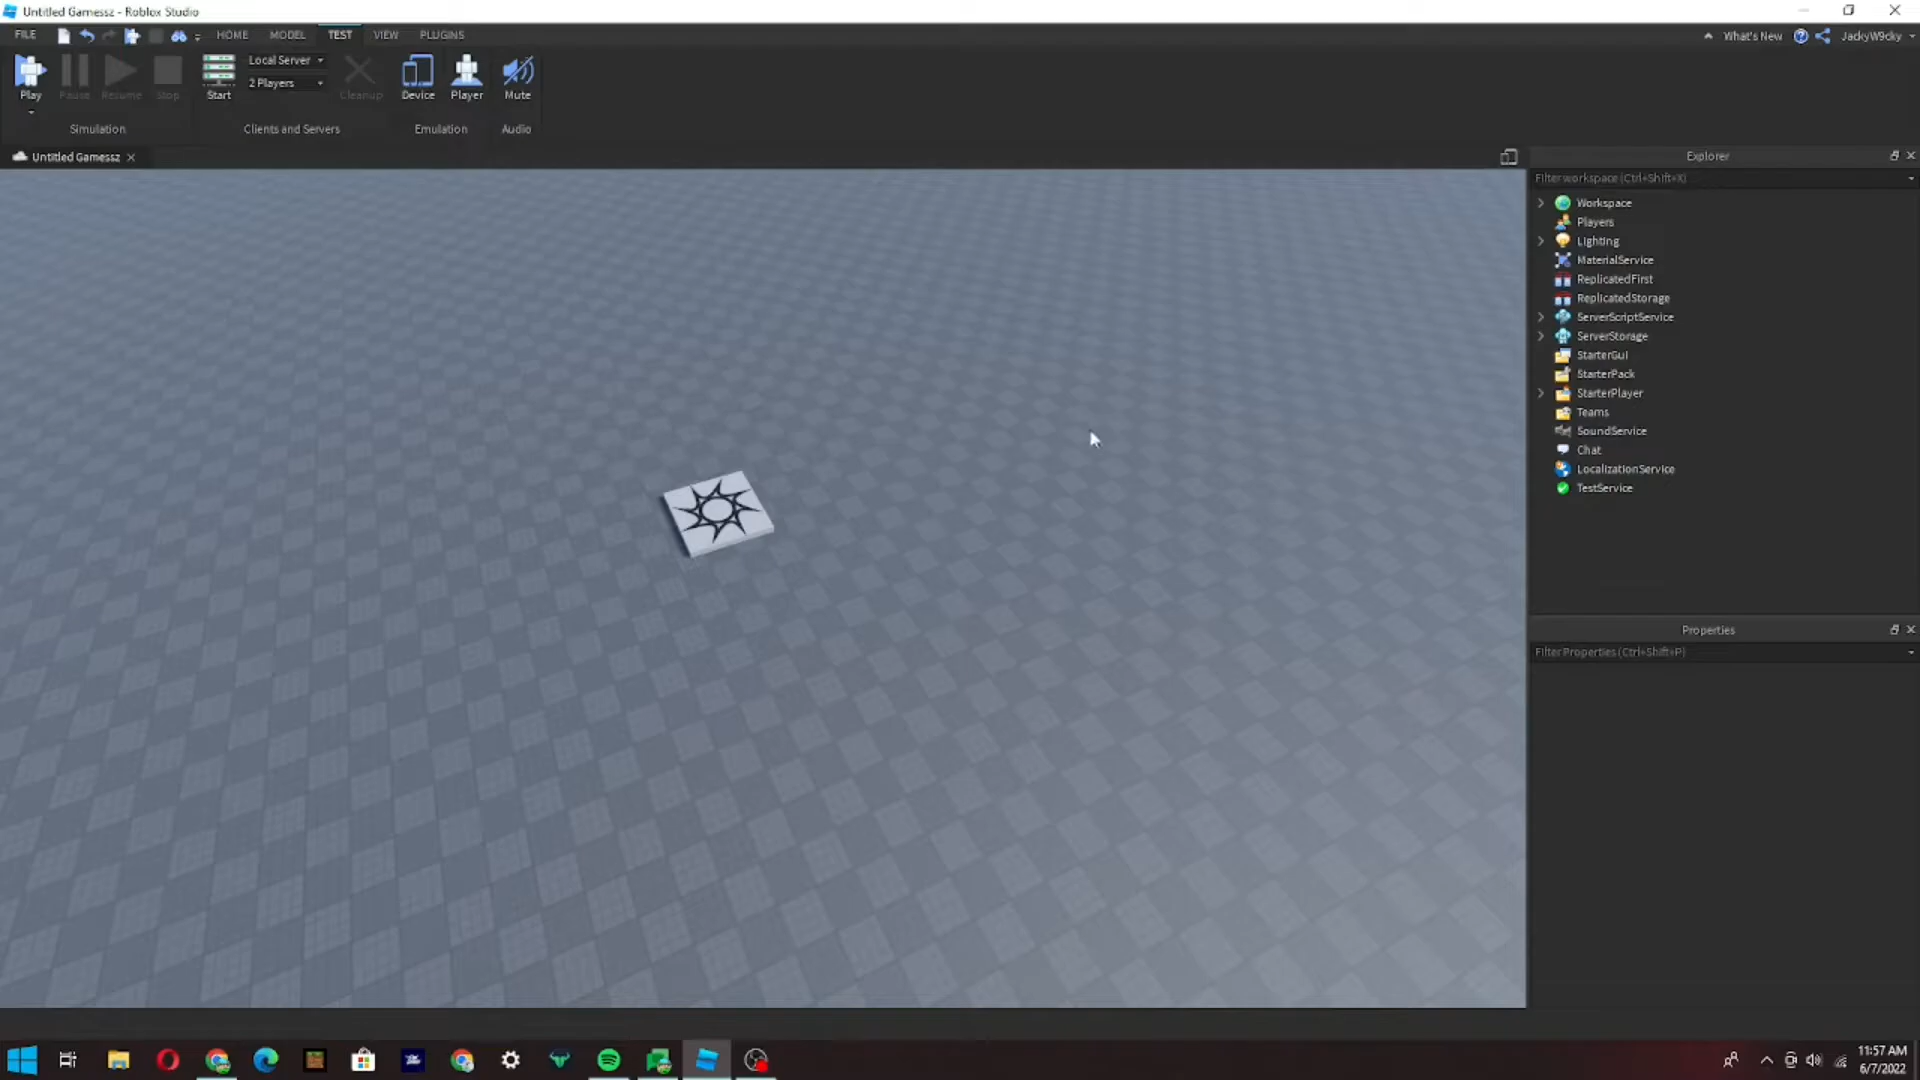 Untitled Gamessz - Roblox Studio
FILE HOME MODEL TEST VIEW PLUGINS What's New JackyW9cky
Play Pause Resume Stop Start Local Server 2 Players Cleanup Device Player Mute
Simulation Clients and Servers Emulation Audio
Untitled Gamessz
Explorer
Filter workspace (Ctrl+Shift+X)
Workspace
Players
Lighting
MaterialService
ReplicatedFirst
ReplicatedStorage
ServerScriptService
ServerStorage
StarterGui
StarterPack
StarterPlayer
Teams
SoundService
Chat
LocalizationService
TestService
Properties
Filter Properties (Ctrl+Shift+P)
11:57 AM
6/7/2022